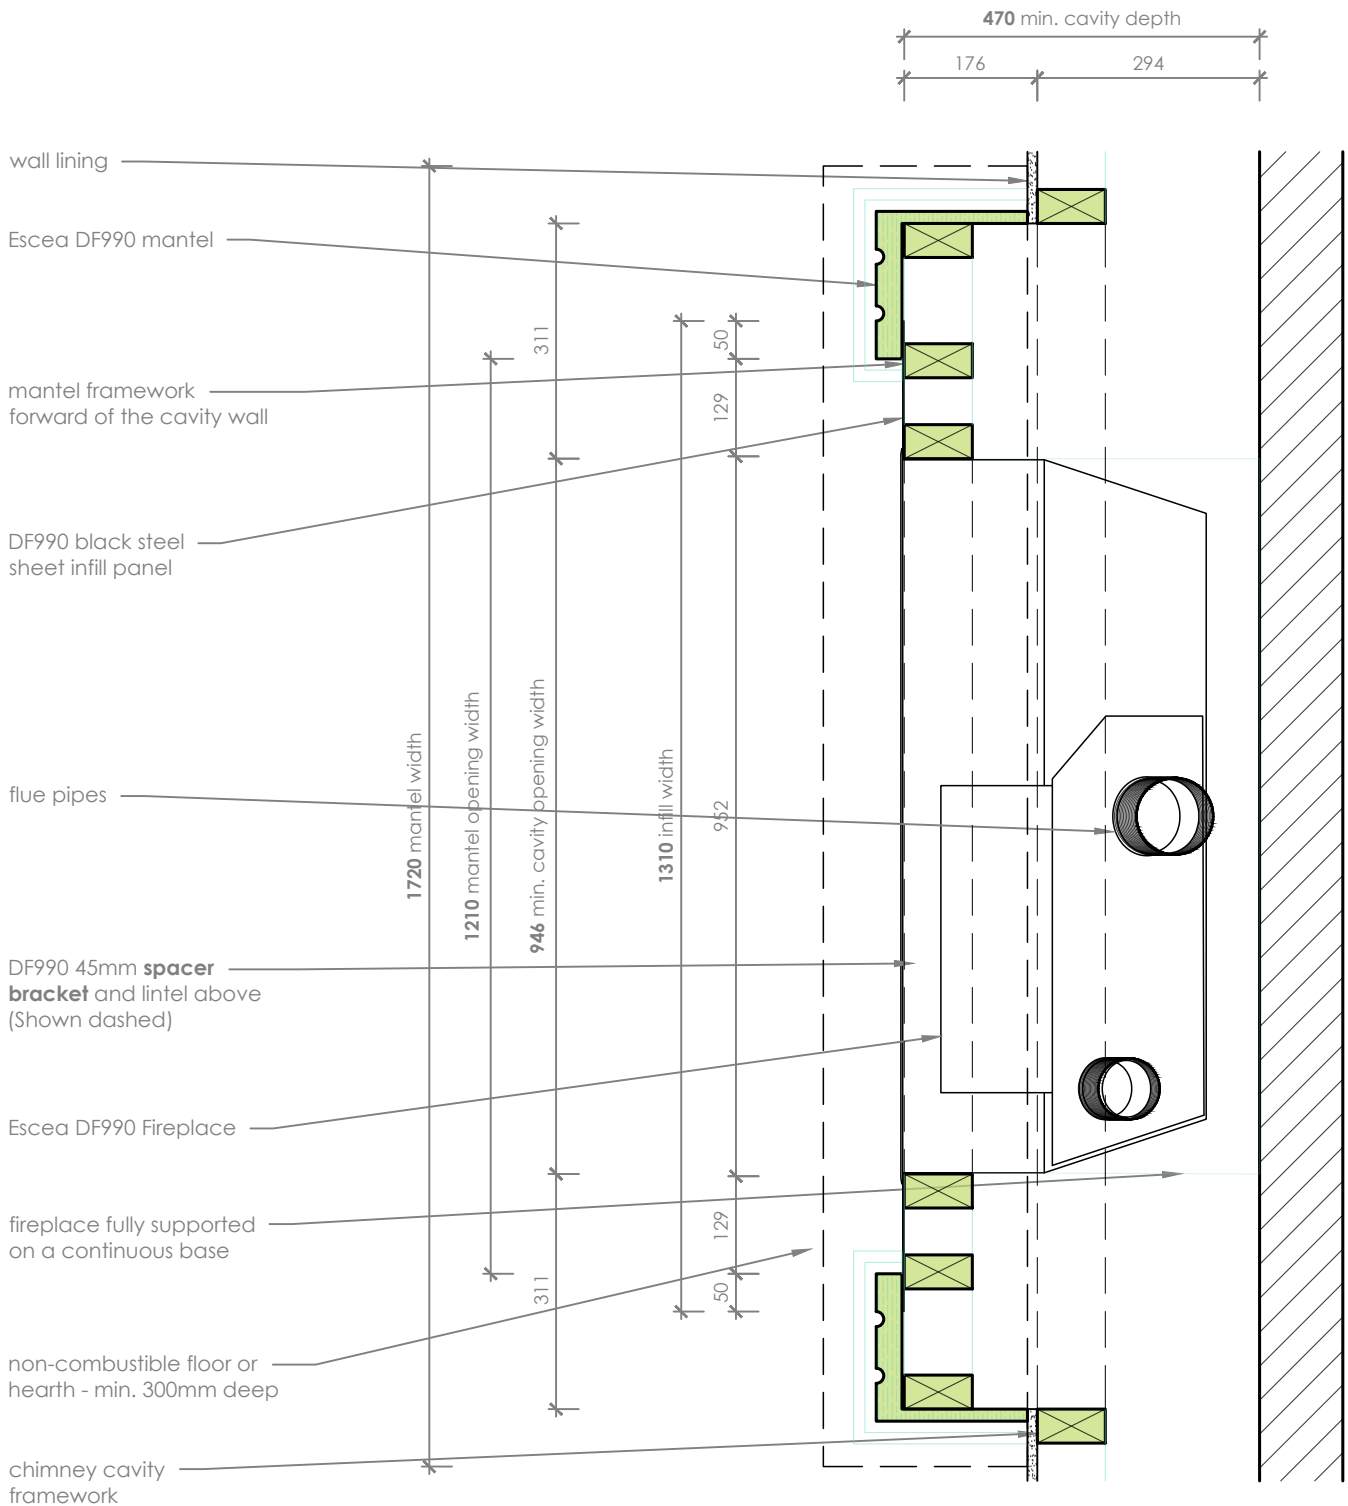 470 min. cavity depth
176
294
wall lining
Escea DF990 mantel
mantel framework
forward of the cavity wall
DF990 black steel
sheet infill panel
flue pipes
DF990 45mm spacer
bracket and lintel above
(Shown dashed)
Escea DF990 Fireplace
fireplace fully supported
on a continuous base
non-combustible floor or
hearth - min. 300mm deep
chimney cavity
framework
1720 mantel width
1210 mantel opening width
311
946 min. cavity opening width
311
1310 infill width
50
129
952
129
50